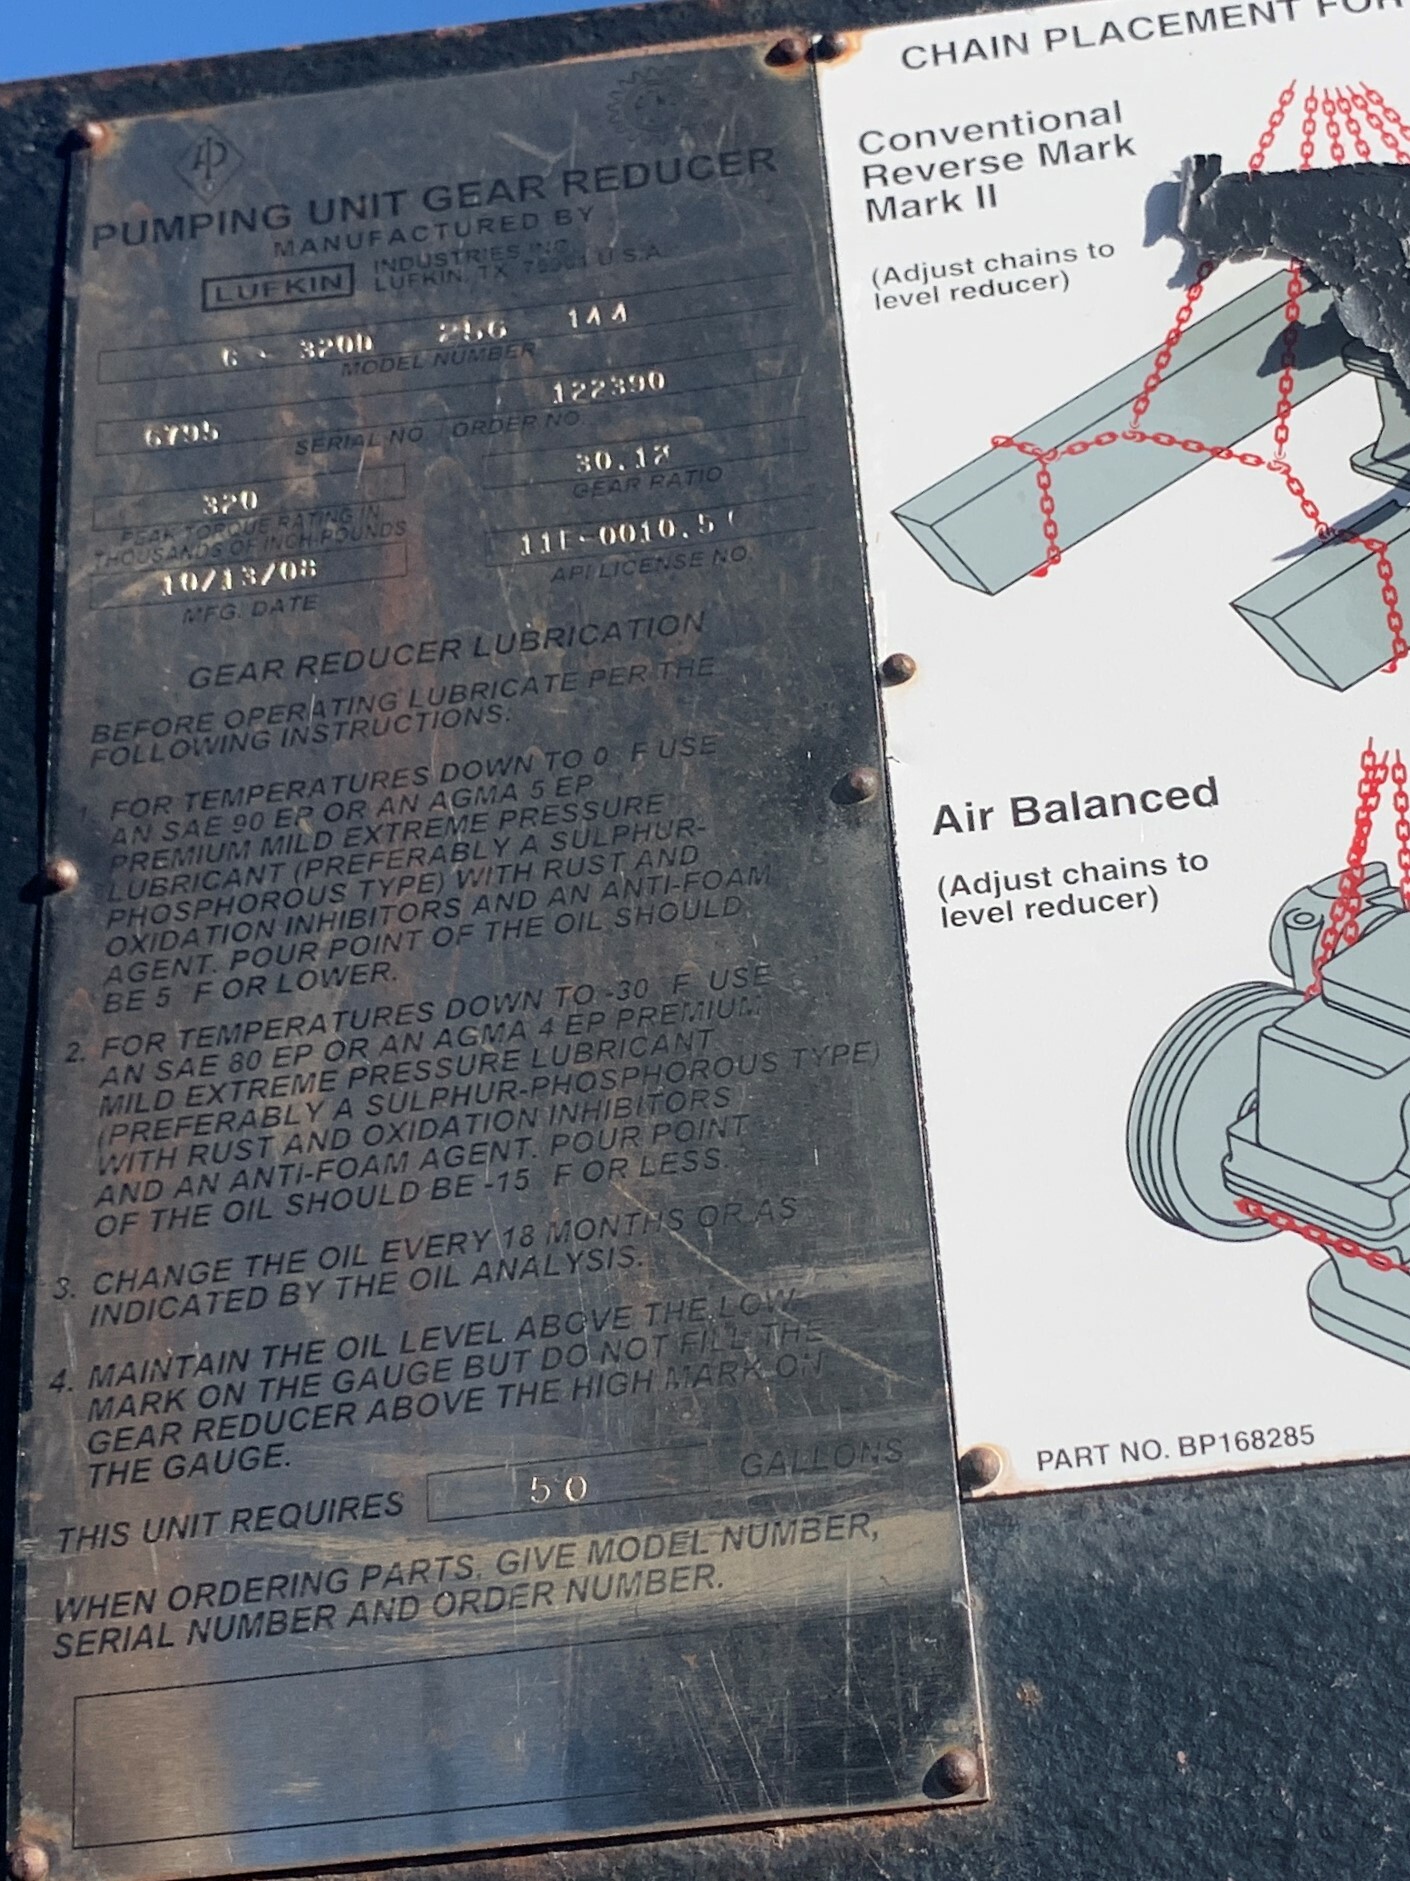 PUMPING UNIT GEAR REDUCER
MANUFACTURED BY
LUFKIN
INDUSTRIES INC.
LUFKIN, TX. 75901 U.S.A.
320D 256 144
MODEL NUMBER
6795 122390
SERIAL NO. ORDER NO.
320
PEAK TORQUE RATING IN
THOUSANDS OF INCH-POUNDS
GEAR RATIO
10/13/08
MFG. DATE
API LICENSE NO.
GEAR REDUCER LUBRICATION
BEFORE OPERATING LUBRICATE PER THE
FOLLOWING INSTRUCTIONS.
1. FOR TEMPERATURES DOWN TO 0 F USE
AN SAE 90 EP OR AN AGMA 5 EP
PREMIUM MILD EXTREME PRESSURE
LUBRICANT (PREFERABLY A SULPHUR-
PHOSPHOROUS TYPE) WITH RUST AND
OXIDATION INHIBITORS AND AN ANTI-FOAM
AGENT. POUR POINT OF THE OIL SHOULD
BE 5 F OR LOWER.
2. FOR TEMPERATURES DOWN TO -30 F USE
AN SAE 80 EP OR AN AGMA 4 EP PREMIUM
MILD EXTREME PRESSURE LUBRICANT
(PREFERABLY A SULPHUR-PHOSPHOROUS TYPE)
WITH RUST AND OXIDATION INHIBITORS
AND AN ANTI-FOAM AGENT. POUR POINT
OF THE OIL SHOULD BE -15 F OR LESS.
3. CHANGE THE OIL EVERY 18 MONTHS OR AS
INDICATED BY THE OIL ANALYSIS.
4. MAINTAIN THE OIL LEVEL ABOVE THE LOW
MARK ON THE GAUGE BUT DO NOT FILL THE
GEAR REDUCER ABOVE THE HIGH MARK ON
THE GAUGE.
THIS UNIT REQUIRES 50 GALLONS
WHEN ORDERING PARTS, GIVE MODEL NUMBER,
SERIAL NUMBER AND ORDER NUMBER.
CHAIN PLACEMENT FOR
Conventional
Reverse Mark
Mark II
(Adjust chains to
level reducer)
Air Balanced
(Adjust chains to
level reducer)
PART NO. BP168285